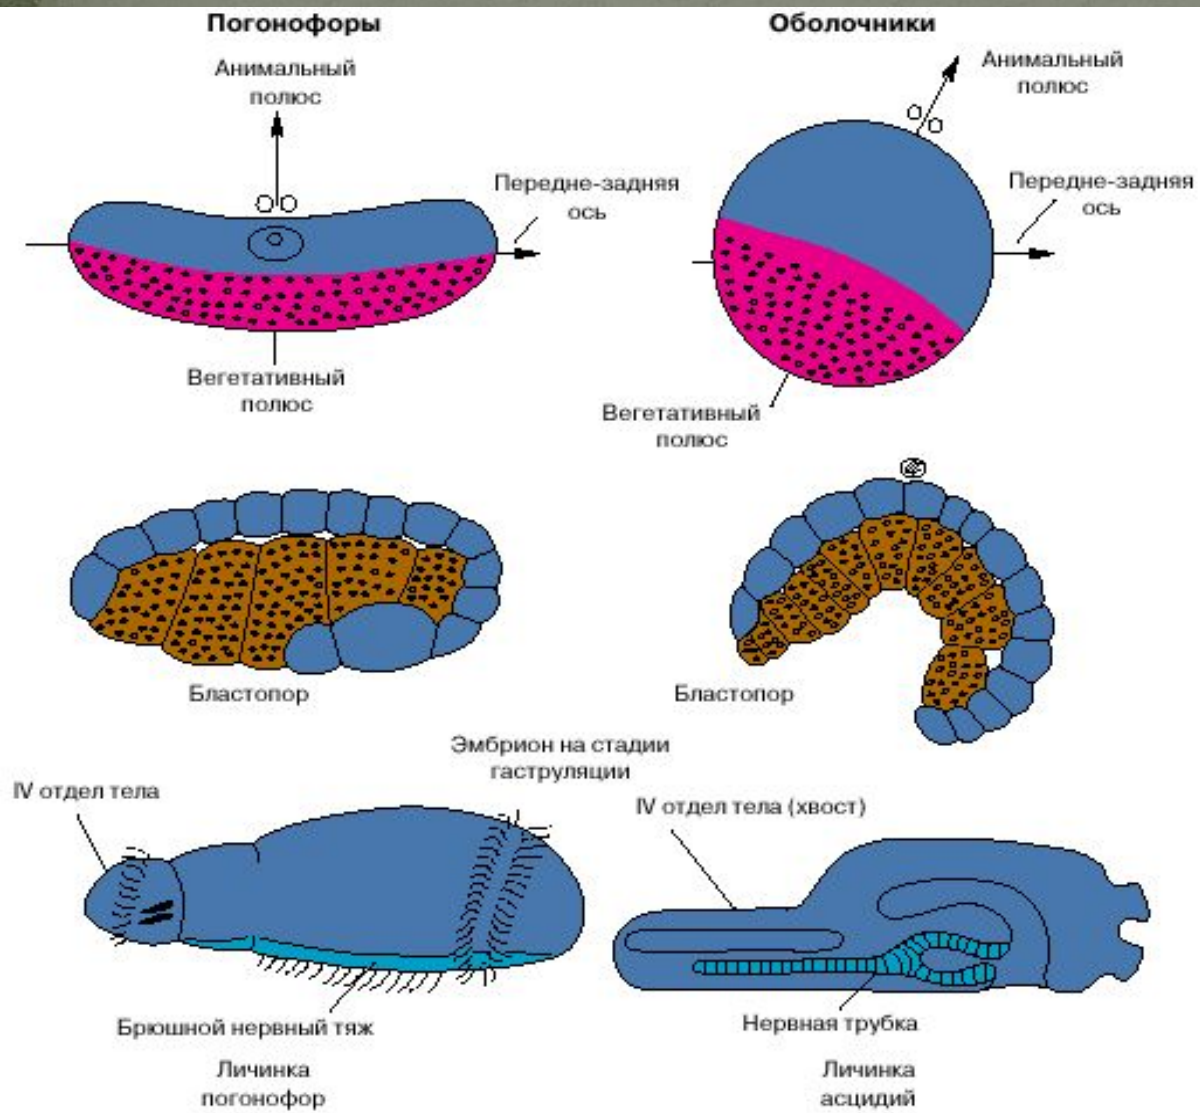 Погонофоры
Оболочники
Анимальный
полюс
Анимальный
полюс
Передне-задняя
ось
Передне-задняя
ось
Вегетативный
полюс
Вегетативный
полюс
Бластопор
Бластопор
Эмбрион на стадии
гаструляции
IV отдел тела
IV отдел тела (хвост)
Брюшной нервный тяж
Нервная трубка
Личинка
погонофор
Личинка
асцидий